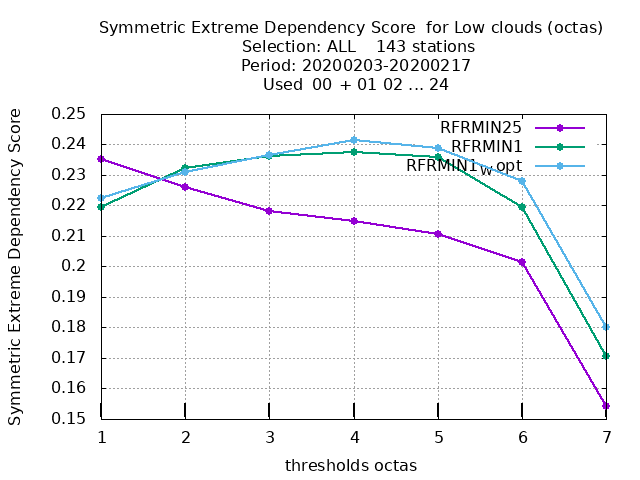 Symmetric Extreme Dependency Score  for Low clouds (octas)
Selection: ALL    143 stations
Period: 20200203-20200217
Used  00 + 01 02 ... 24
Symmetric Extreme Dependency Score
0.25
0.24
0.23
0.22
0.21
0.2
0.19
0.18
0.17
0.16
0.15
RFRMIN25
RFRMIN1
RFRMIN1wopt
1 2 3 4 5 6 7
thresholds octas